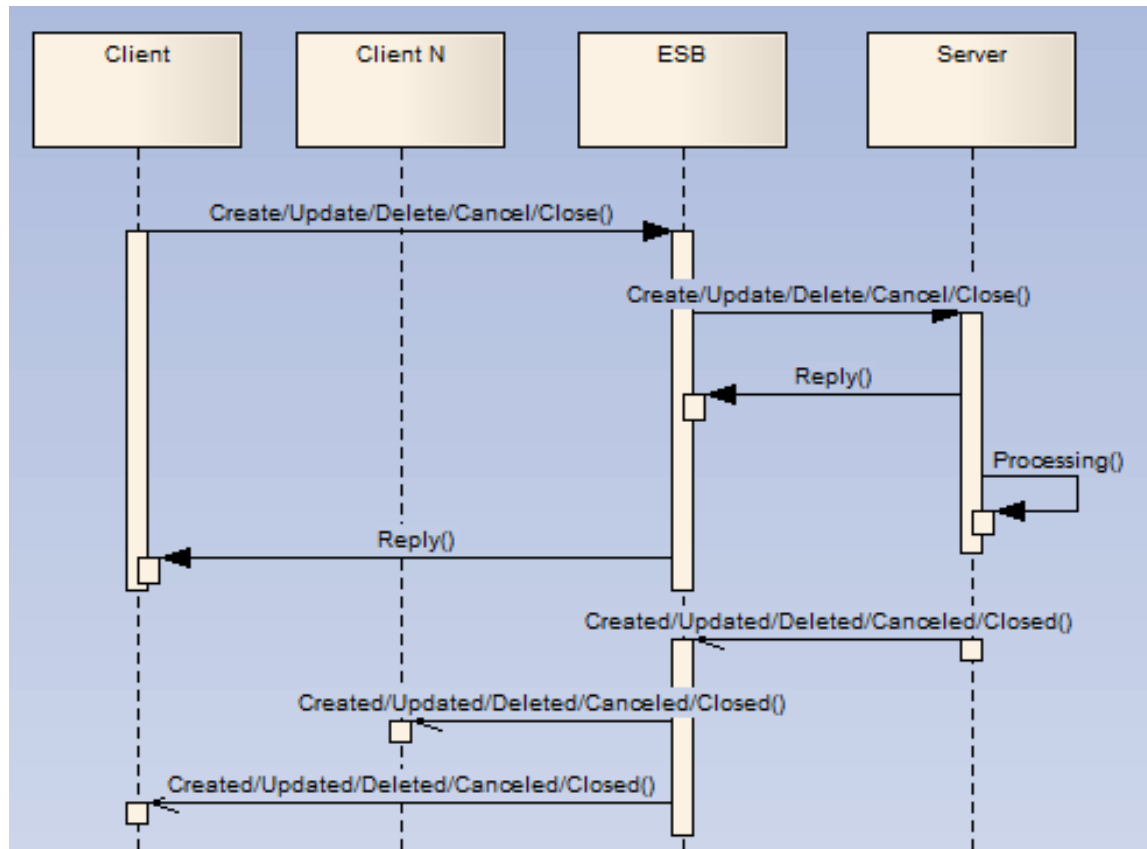 Client
Client N
ESB
Server
Create/Update/Delete/Cancel/Close()
Create/Update/Delete/Cancel/Close()
Reply()
Processing()
Reply()
Created/Updated/Deleted/Canceled/Closed()
Created/Updated/Deleted/Canceled/Closed()
Created/Updated/Deleted/Canceled/Closed()